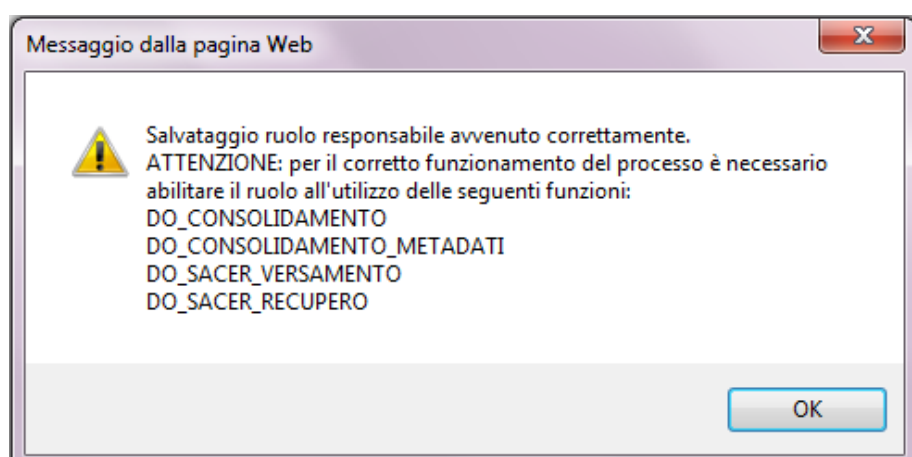 Messaggio dalla pagina Web
Salvataggio ruolo responsabile avvenuto correttamente.
ATTENZIONE: per il corretto funzionamento del processo è necessario
abilitare il ruolo all'utilizzo delle seguenti funzioni:
DO_CONSOLIDAMENTO
DO_CONSOLIDAMENTO_METADATI
DO_SACER_VERSAMENTO
DO_SACER_RECUPERO
OK